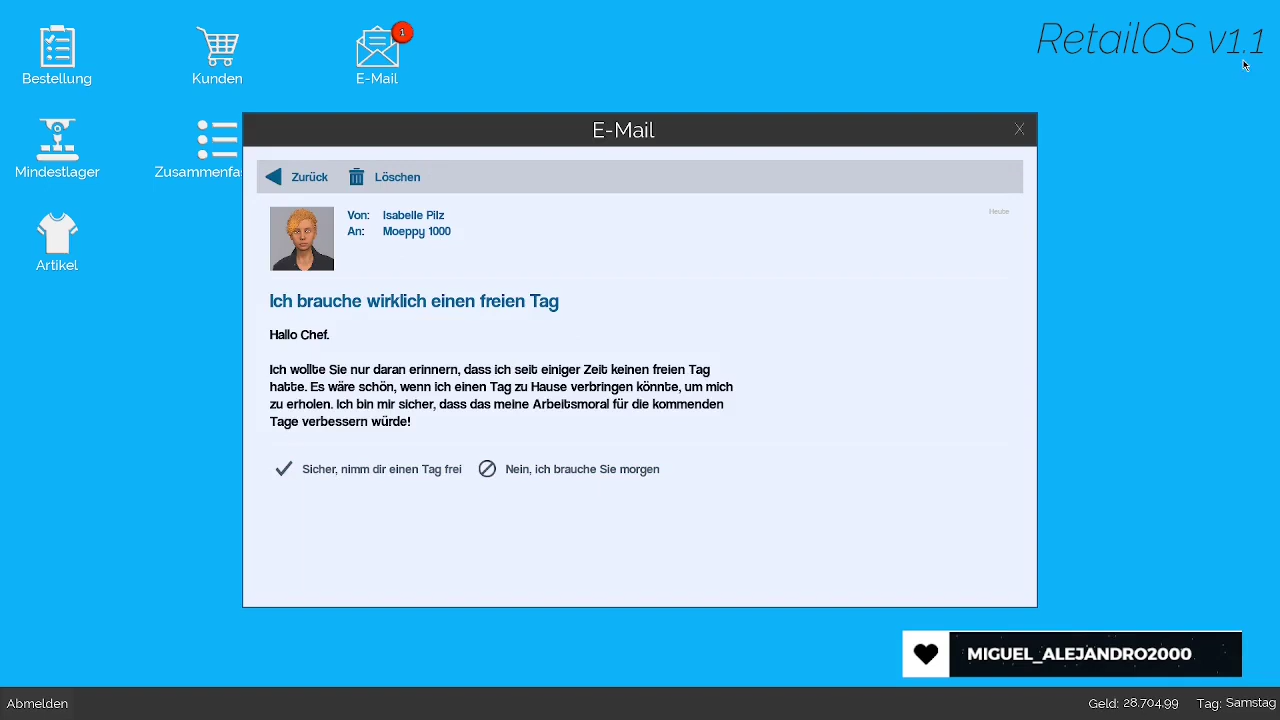 RetailOS v1.1
Bestellung
Kunden
1
E-Mail
Mindestlager
Zusammenfas
Artikel
E-Mail
X
Zurück
Löschen
Von: Isabelle Pilz
An: Moeppy 1000
Heute
Ich brauche wirklich einen freien Tag
Hallo Chef.
Ich wollte Sie nur daran erinnern, dass ich seit einiger Zeit keinen freien Tag
hatte. Es wäre schön, wenn ich einen Tag zu Hause verbringen könnte, um mich
zu erholen. Ich bin mir sicher, dass das meine Arbeitsmoral für die kommenden
Tage verbessern würde!
Sicher, nimm dir einen Tag frei
Nein, ich brauche Sie morgen
MIGUEL_ALEJANDRO2000
Abmelden
Geld: 28.704,99
Tag: Samstag